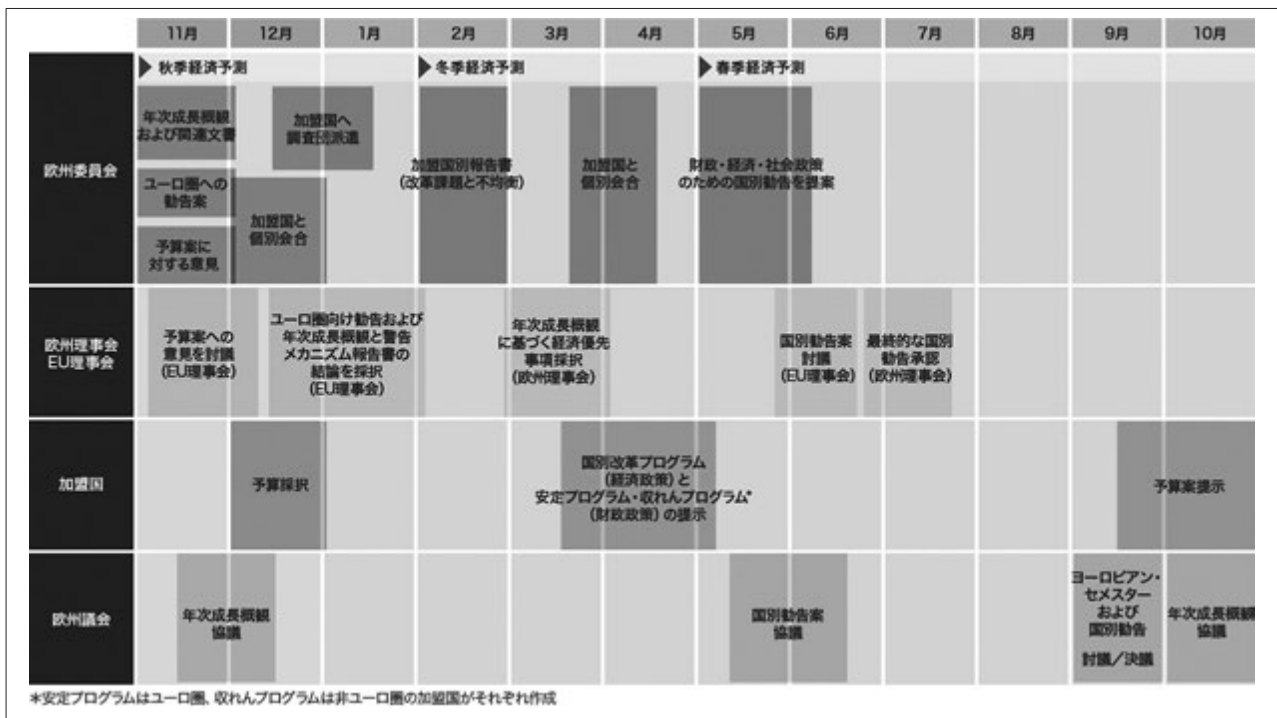 11月 12月 1月 2月 3月 4月 5月 6月 7月 8月 9月 10月
▶ 秋季経済予測
▶ 冬季経済予測
▶ 春季経済予測
欧州委員会
年次成長概観
および関連文書
ユーロ圏への
勧告案
予算案に
対する意見
加盟国へ
調査団派遣
加盟国と
個別会合
加盟国別報告書
(改革課題と不均衡)
加盟国と
個別会合
財政・経済・社会政策
のための国別勧告を提案
欧州理事会
EU理事会
予算案への
意見を討議
(EU理事会)
ユーロ圏向け勧告および
年次成長概観と警告
メカニズム報告書の
結論を採択
(EU理事会)
年次成長概観
に基づく経済優先
事項採択
(欧州理事会)
国別勧告案
討議
(EU理事会)
最終的な国別
勧告承認
(欧州理事会)
加盟国
予算採択
国別改革プログラム
(経済政策)と
安定プログラム・収れんプログラム*
(財政政策)の提示
予算案提示
欧州議会
年次成長概観
協議
国別勧告案
協議
ヨーロピアン・
セメスター
および
国別勧告
討議/決議
年次成長概観
協議
*安定プログラムはユーロ圏、収れんプログラムは非ユーロ圏の加盟国がそれぞれ作成